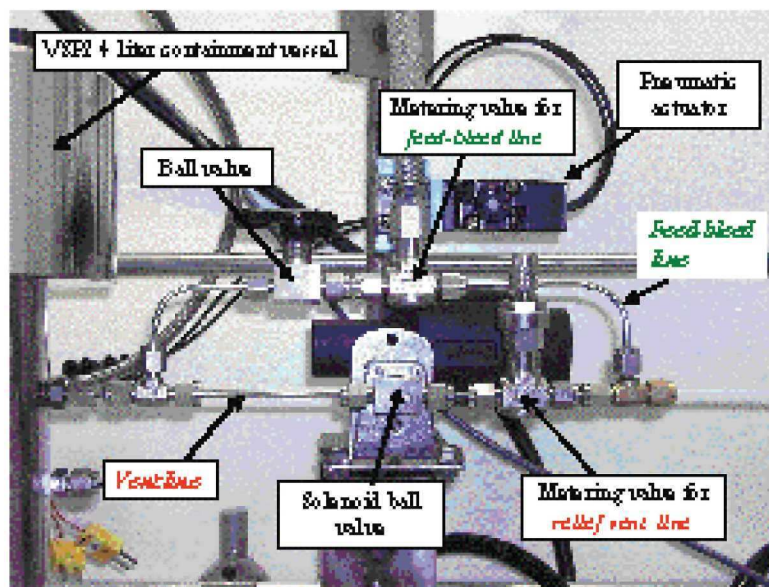 VSP2 4 liter containment vessel
Metering valve for
feed-bleed line
Pneumatic
actuator
Ball valve
Feed-bleed
line
Vent line
Solenoid ball
valve
Metering valve for
relief vent line